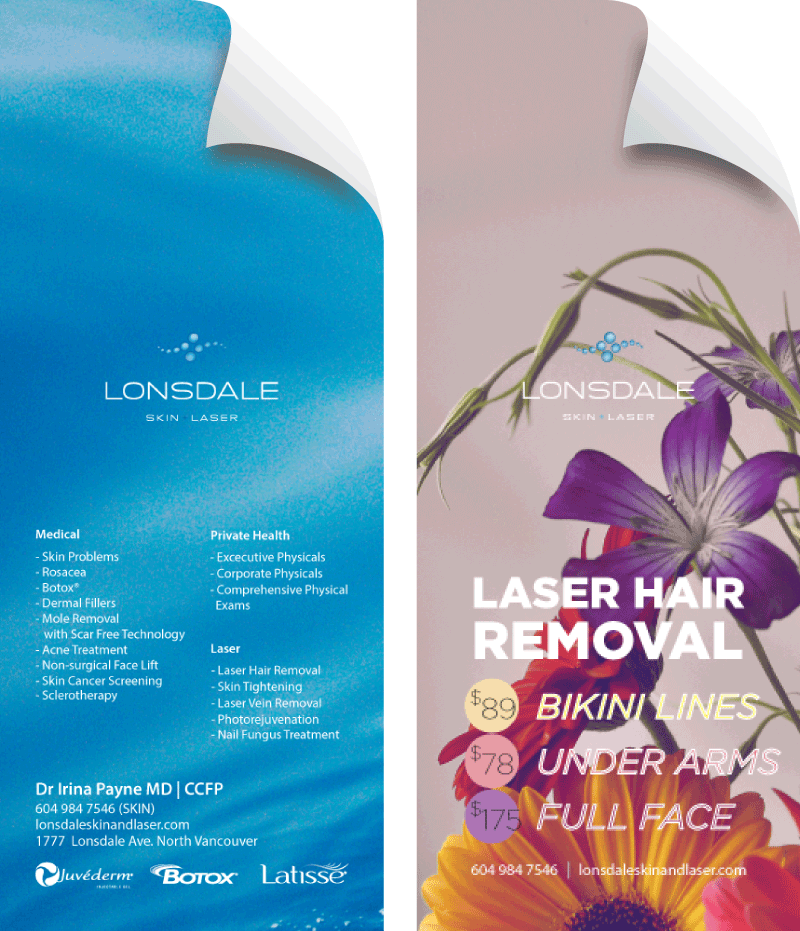 LONSDALE
SKIN + LASER
Medical
- Skin Problems
- Rosacea
- Botox®
- Dermal Fillers
- Mole Removal
with Scar Free Technology
- Acne Treatment
- Non-surgical Face Lift
- Skin Cancer Screening
- Sclerotherapy
Private Health
- Excecutive Physicals
- Corporate Physicals
- Comprehensive Physical
Exams
Laser
- Laser Hair Removal
- Skin Tightening
- Laser Vein Removal
- Photorejuvenation
- Nail Fungus Treatment
Dr Irina Payne MD | CCFP
604 984 7546 (SKIN)
lonsdaleskinandlaser.com
1777 Lonsdale Ave. North Vancouver
Juvéderm BOTOX Latisse
LONSDALE
SKIN + LASER
LASER HAIR
REMOVAL
$89 BIKINI LINES
$78 UNDER ARMS
$175 FULL FACE
604 984 7546 | lonsdaleskinandlaser.com